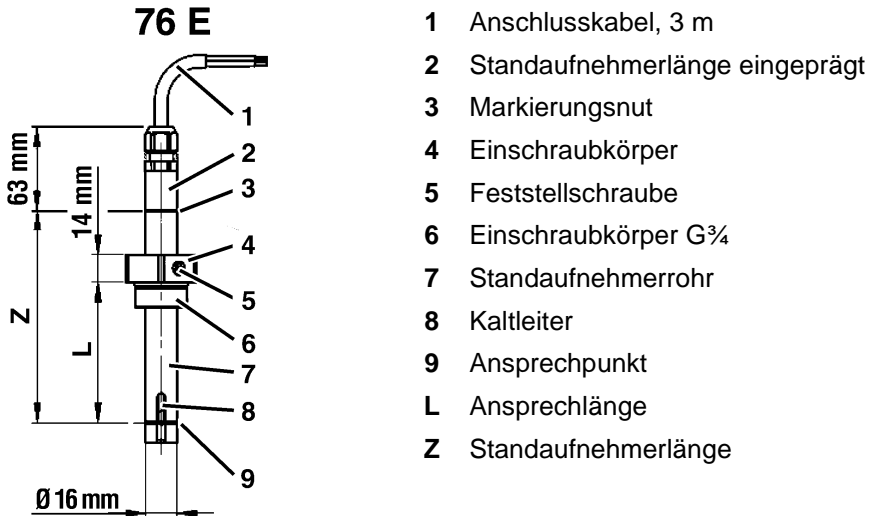 76 E
1 Anschlusskabel, 3 m
2 Standaufnehmerlänge eingeprägt
3 Markierungsnut
4 Einschraubkörper
5 Feststellschraube
6 Einschraubkörper G¾
7 Standaufnehmerrohr
8 Kaltleiter
9 Ansprechpunkt
L Ansprechlänge
Z Standaufnehmerlänge
1
2
3
4
5
6
7
8
9
63 mm
14 mm
Z
L
Ø 16 mm